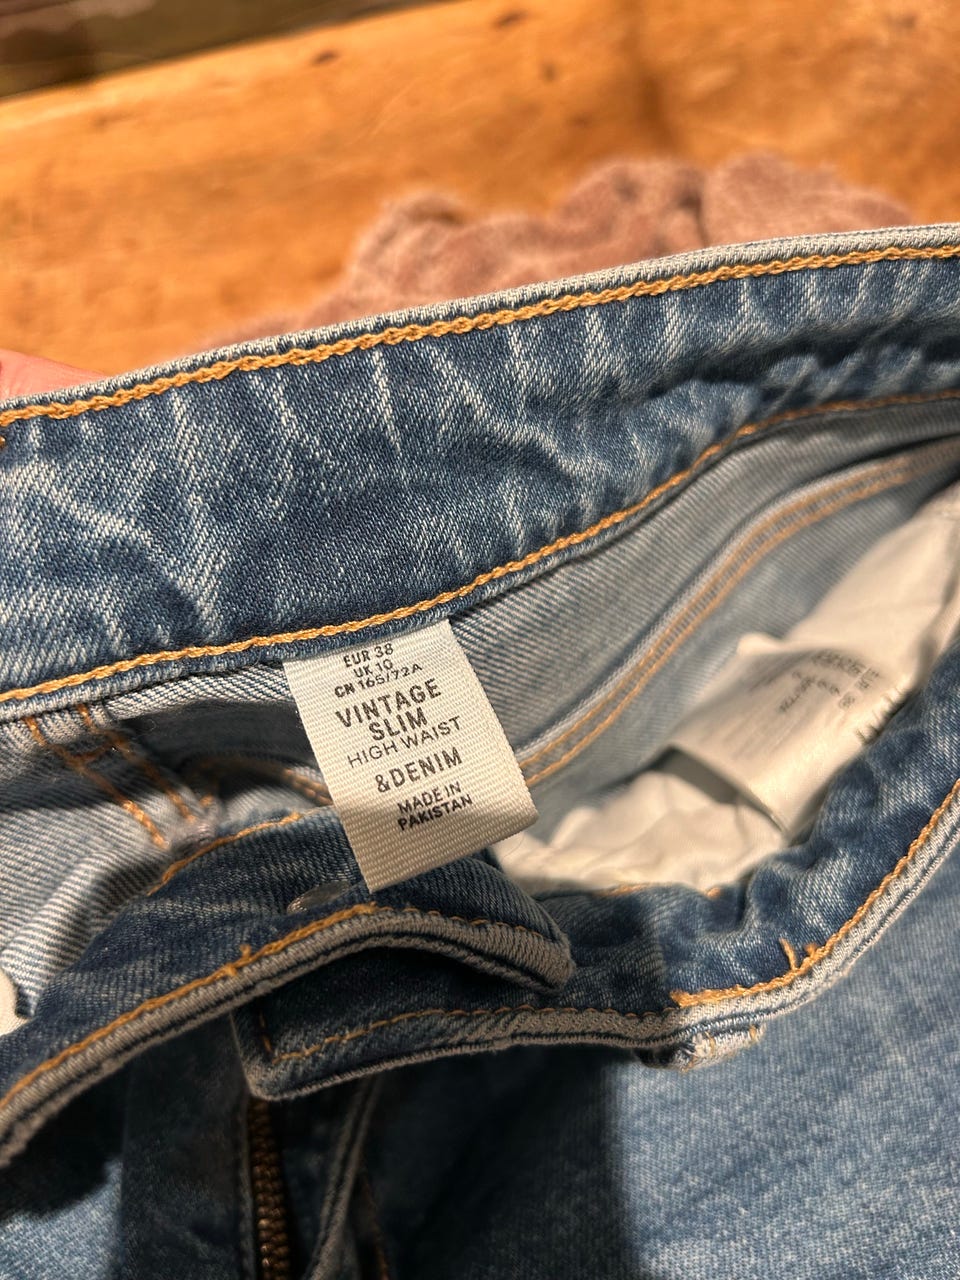 EUR 38
UK 10
CN 165/72A
VINTAGE
SLIM
HIGH WAIST
&DENIM
MADE IN
PAKISTAN